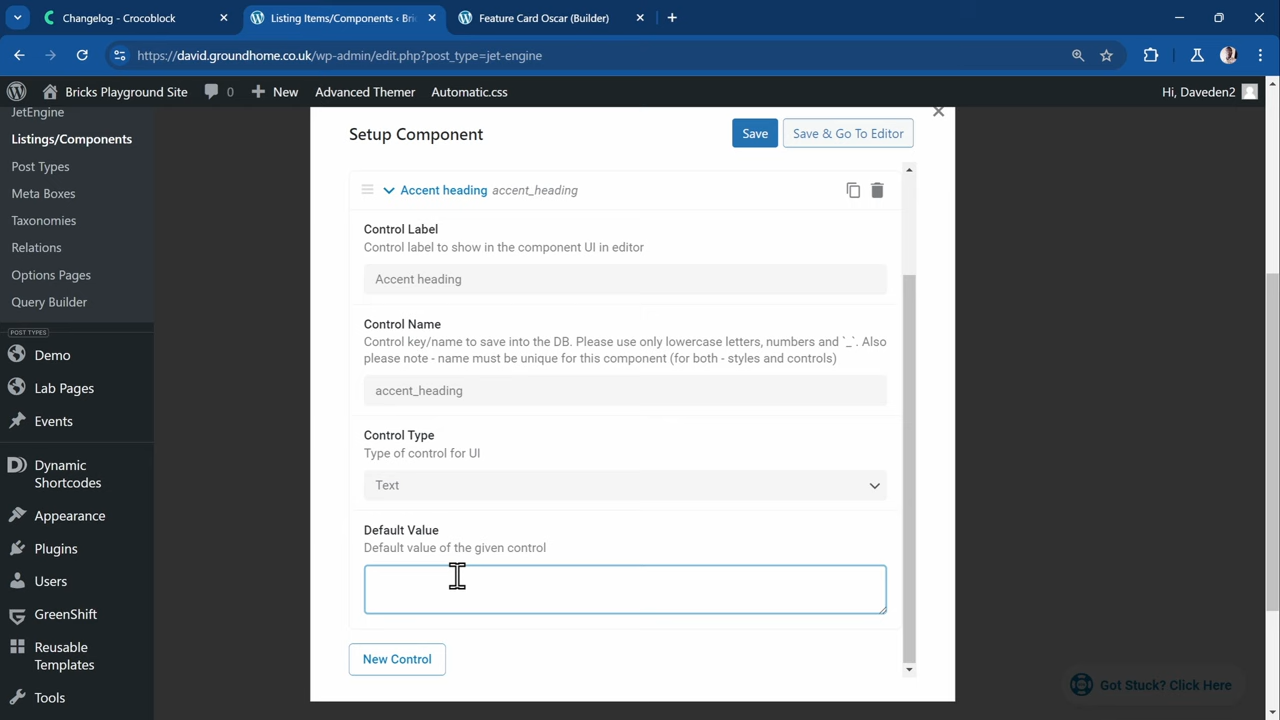 Changelog - Crocoblock
Listing Items/Components ‹ Bri
Feature Card Oscar (Builder)
https://david.groundhome.co.uk/wp-admin/edit.php?post_type=jet-engine
Bricks Playground Site
0
New
Advanced Themer
Automatic.css
Hi, Daveden2
JetEngine
Listings/Components
Post Types
Meta Boxes
Taxonomies
Relations
Options Pages
Query Builder
POST TYPES
Demo
Lab Pages
Events
Dynamic
Shortcodes
Appearance
Plugins
Users
GreenShift
Reusable
Templates
Tools
Setup Component
Save
Save & Go To Editor
Accent heading accent_heading
Control Label
Control label to show in the component UI in editor
Accent heading
Control Name
Control key/name to save into the DB. Please use only lowercase letters, numbers and `_`. Also
please note - name must be unique for this component (for both - styles and controls)
accent_heading
Control Type
Type of control for UI
Text
Default Value
Default value of the given control
New Control
Got Stuck? Click Here